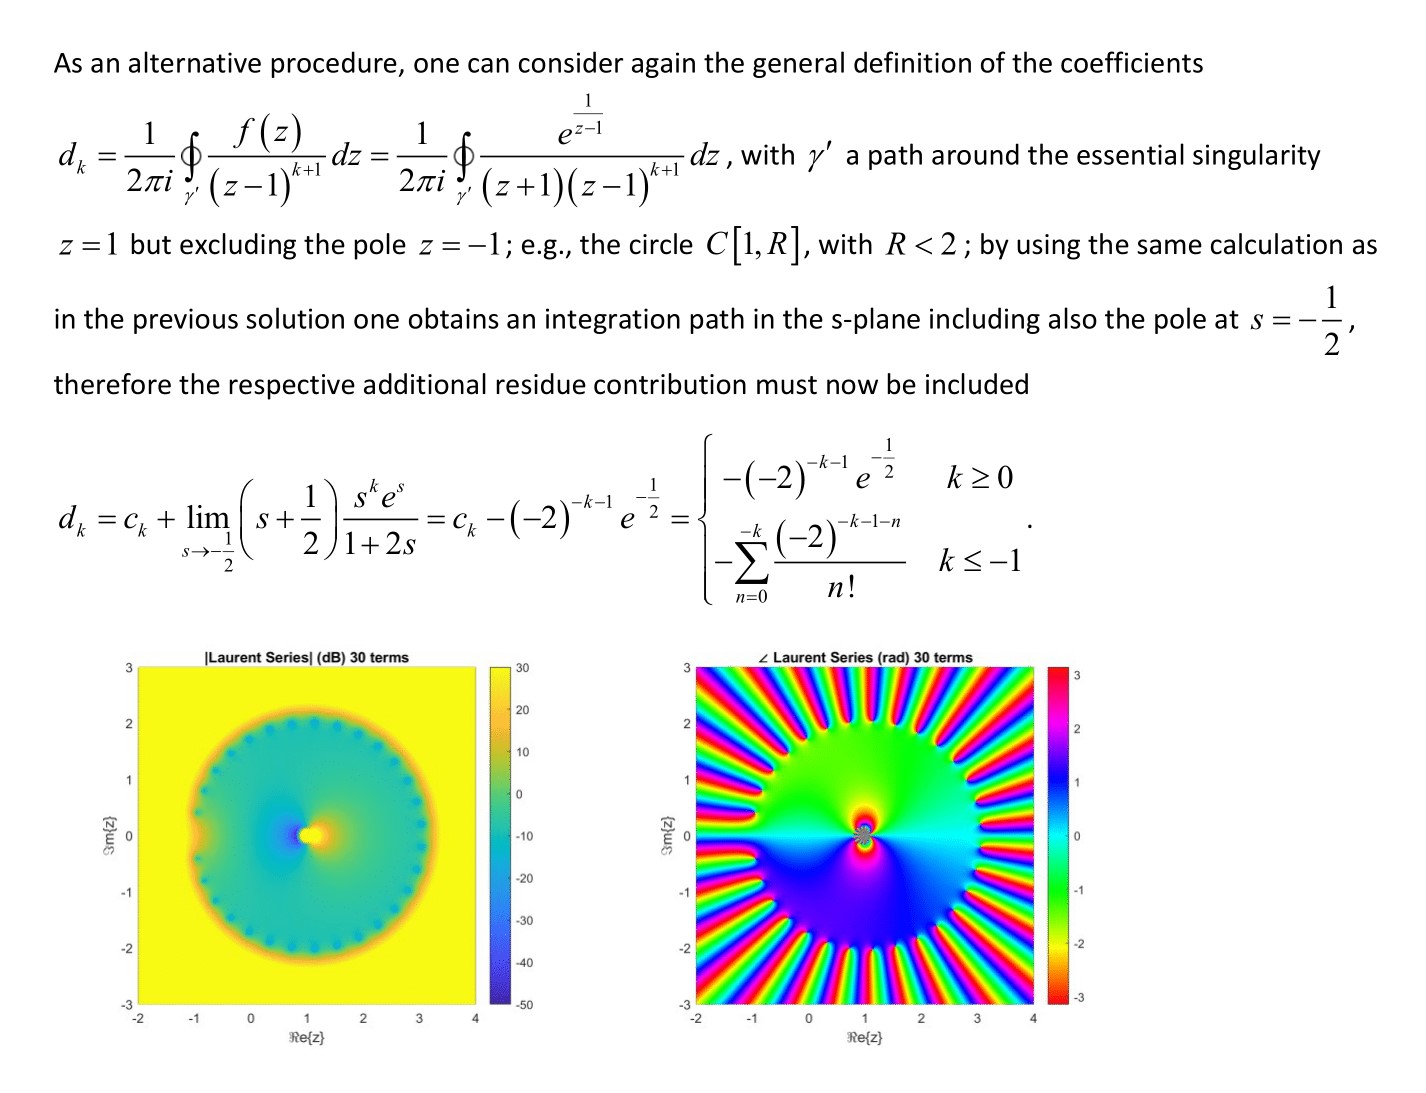 As an alternative procedure, one can consider again the general definition of the coefficients
d_k = \frac{1}{2\pi i} \oint_{\gamma'} \frac{f(z)}{(z-1)^{k+1}} dz = \frac{1}{2\pi i} \oint_{\gamma'} \frac{e^{\frac{1}{z-1}}}{(z+1)(z-1)^{k+1}} dz , with γ' a path around the essential singularity
z = 1 but excluding the pole z = −1; e.g., the circle C[1, R], with R < 2 ; by using the same calculation as
in the previous solution one obtains an integration path in the s-plane including also the pole at s = -\frac{1}{2} ,
therefore the respective additional residue contribution must now be included
d_k = c_k + \lim_{s \to -\frac{1}{2}} \left( s + \frac{1}{2} \right) \frac{s^k e^s}{1+2s} = c_k - (-2)^{-k-1} e^{-\frac{1}{2}} = \begin{cases} -(-2)^{-k-1} e^{-\frac{1}{2}} & k \geq 0 \\ -\sum_{n=0}^{-k} \frac{(-2)^{-k-1-n}}{n!} & k \leq -1 \end{cases} .
|Laurent Series| (dB) 30 terms
3
2
1
0
-1
-2
-3
ℑm{z}
-2 -1 0 1 2 3 4
ℜe{z}
30
20
10
0
-10
-20
-30
-40
-50
∠ Laurent Series (rad) 30 terms
3
2
1
0
-1
-2
-3
ℑm{z}
-2 -1 0 1 2 3 4
ℜe{z}
3
2
1
0
-1
-2
-3